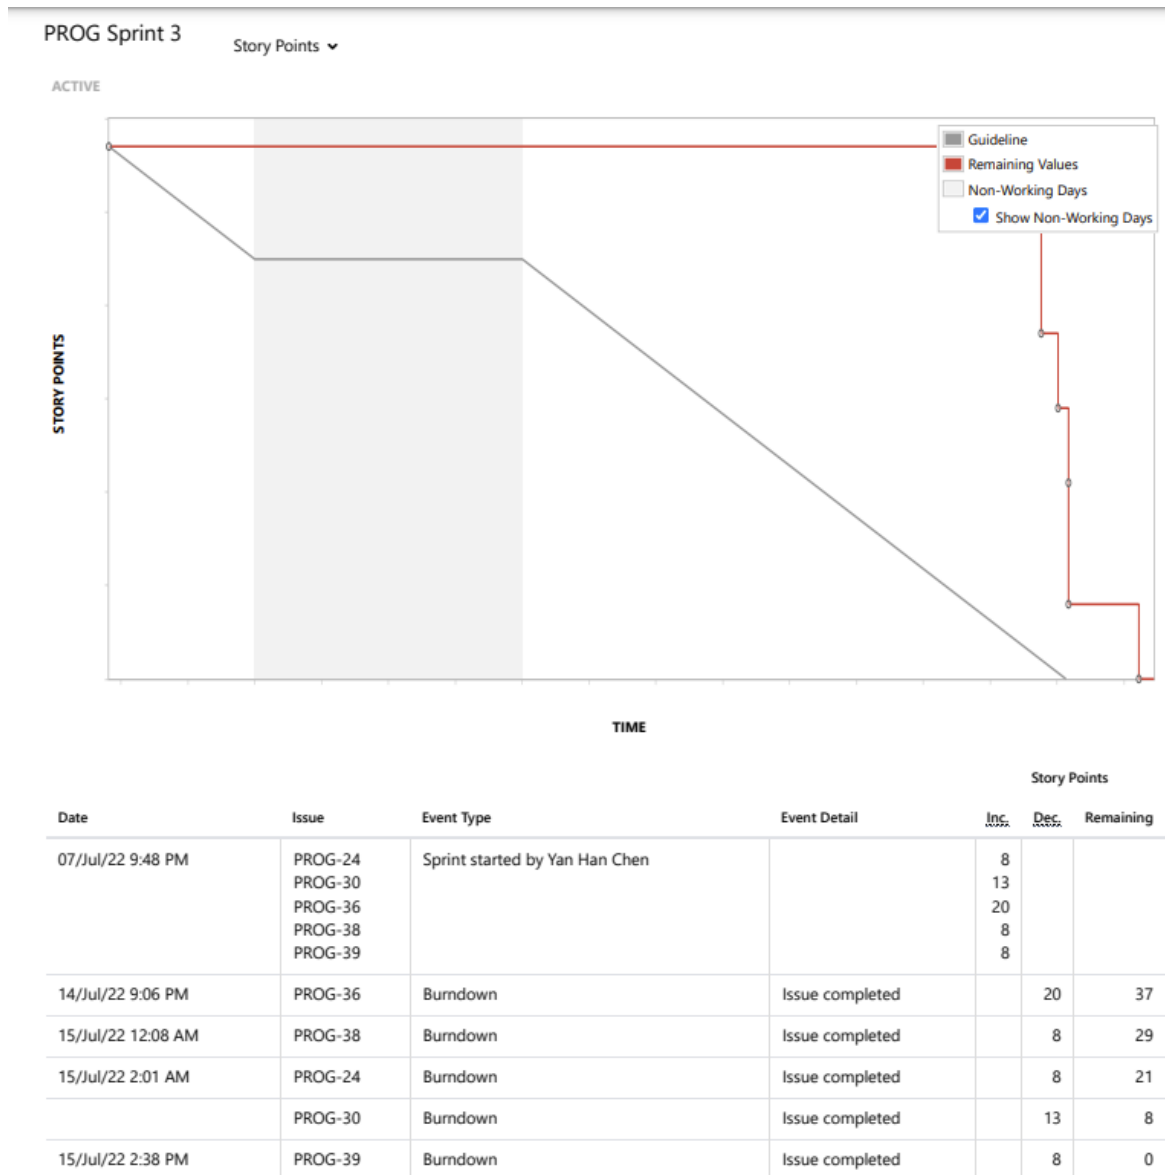 PROG Sprint 3
Story Points
ACTIVE
Guideline
Remaining Values
Non-Working Days
Show Non-Working Days
STORY POINTS
TIME
Story Points
Date Issue Event Type Event Detail Inc. Dec. Remaining
07/Jul/22 9:48 PM PROG-24 Sprint started by Yan Han Chen 8
PROG-30 13
PROG-36 20
PROG-38 8
PROG-39 8
14/Jul/22 9:06 PM PROG-36 Burndown Issue completed 20 37
15/Jul/22 12:08 AM PROG-38 Burndown Issue completed 8 29
15/Jul/22 2:01 AM PROG-24 Burndown Issue completed 8 21
PROG-30 Burndown Issue completed 13 8
15/Jul/22 2:38 PM PROG-39 Burndown Issue completed 8 0